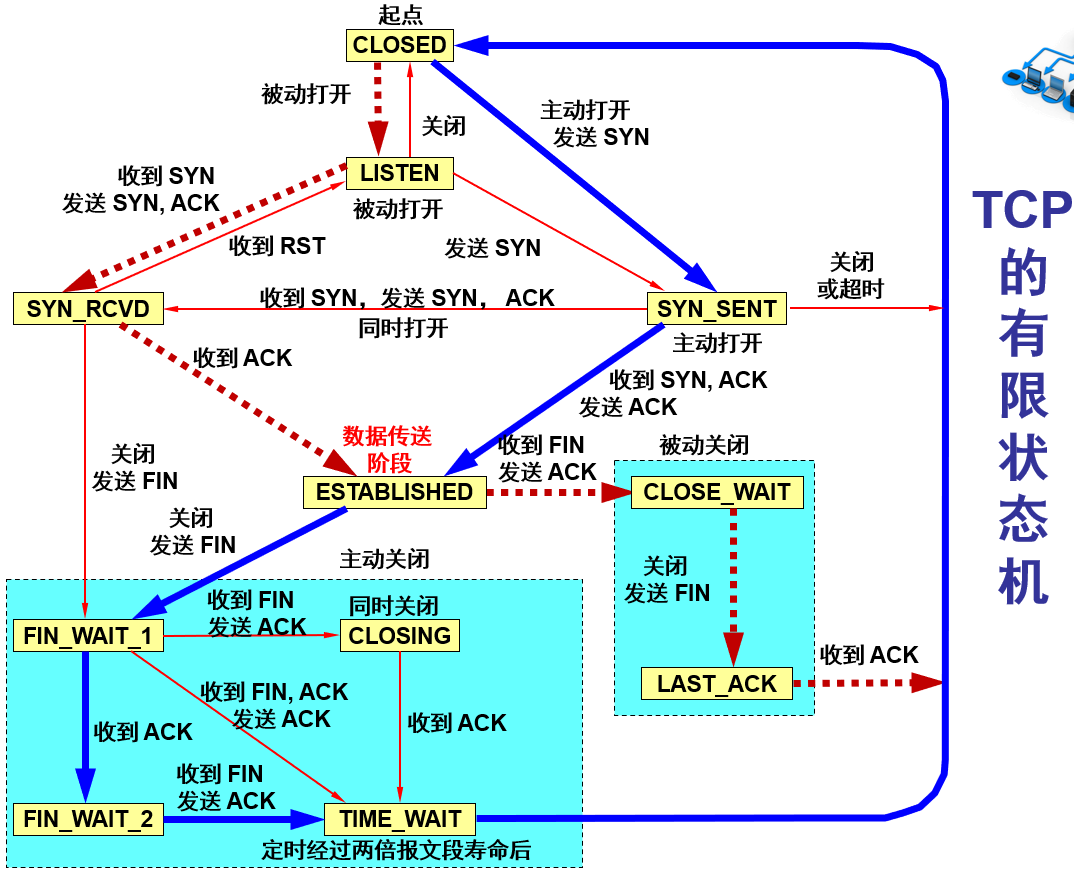 起点
CLOSED
被动打开
关闭
主动打开
发送 SYN
收到 SYN
发送 SYN, ACK
LISTEN
被动打开
收到 RST
发送 SYN
关闭
或超时
SYN_RCVD
收到 SYN，发送 SYN， ACK
同时打开
SYN_SENT
主动打开
收到 ACK
收到 SYN, ACK
发送 ACK
数据传送
阶段
收到 FIN
发送 ACK
被动关闭
关闭
发送 FIN
ESTABLISHED
CLOSE_WAIT
关闭
发送 FIN
主动关闭
关闭
发送 FIN
收到 FIN
发送 ACK
同时关闭
FIN_WAIT_1
CLOSING
LAST_ACK
收到 ACK
收到 FIN, ACK
发送 ACK
收到 ACK
收到 ACK
收到 FIN
发送 ACK
FIN_WAIT_2
TIME_WAIT
定时经过两倍报文段寿命后
TCP
的
有
限
状
态
机